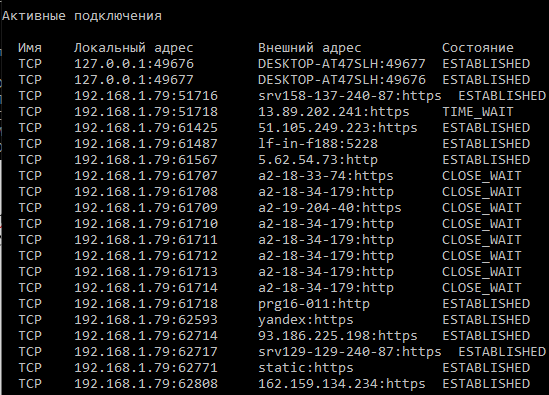 Активные подключения
Имя Локальный адрес Внешний адрес Состояние
TCP 127.0.0.1:49676 DESKTOP-AT47SLH:49677 ESTABLISHED
TCP 127.0.0.1:49677 DESKTOP-AT47SLH:49676 ESTABLISHED
TCP 192.168.1.79:51716 srv158-137-240-87:https ESTABLISHED
TCP 192.168.1.79:51718 13.89.202.241:https TIME_WAIT
TCP 192.168.1.79:61425 51.105.249.223:https ESTABLISHED
TCP 192.168.1.79:61487 lf-in-f188:5228 ESTABLISHED
TCP 192.168.1.79:61567 5.62.54.73:http ESTABLISHED
TCP 192.168.1.79:61707 a2-18-33-74:https CLOSE_WAIT
TCP 192.168.1.79:61708 a2-18-34-179:http CLOSE_WAIT
TCP 192.168.1.79:61709 a2-19-204-40:https CLOSE_WAIT
TCP 192.168.1.79:61710 a2-18-34-179:http CLOSE_WAIT
TCP 192.168.1.79:61711 a2-18-34-179:http CLOSE_WAIT
TCP 192.168.1.79:61712 a2-18-34-179:http CLOSE_WAIT
TCP 192.168.1.79:61713 a2-18-34-179:http CLOSE_WAIT
TCP 192.168.1.79:61714 a2-18-34-179:http CLOSE_WAIT
TCP 192.168.1.79:61718 prg16-011:http ESTABLISHED
TCP 192.168.1.79:62593 yandex:https ESTABLISHED
TCP 192.168.1.79:62714 93.186.225.198:https ESTABLISHED
TCP 192.168.1.79:62717 srv129-129-240-87:https ESTABLISHED
TCP 192.168.1.79:62771 static:https ESTABLISHED
TCP 192.168.1.79:62808 162.159.134.234:https ESTABLISHED